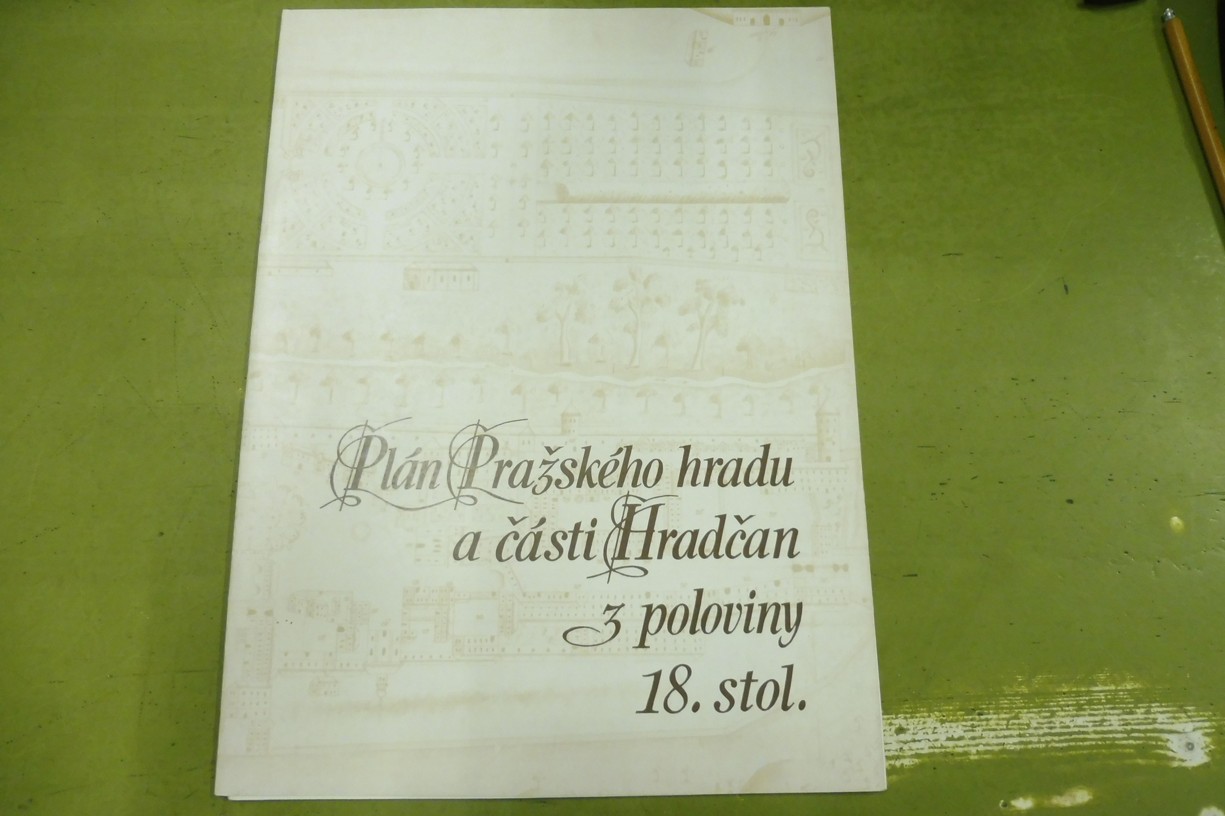 Plán Pražského hradu
a části Hradčan
z poloviny
18. stol.